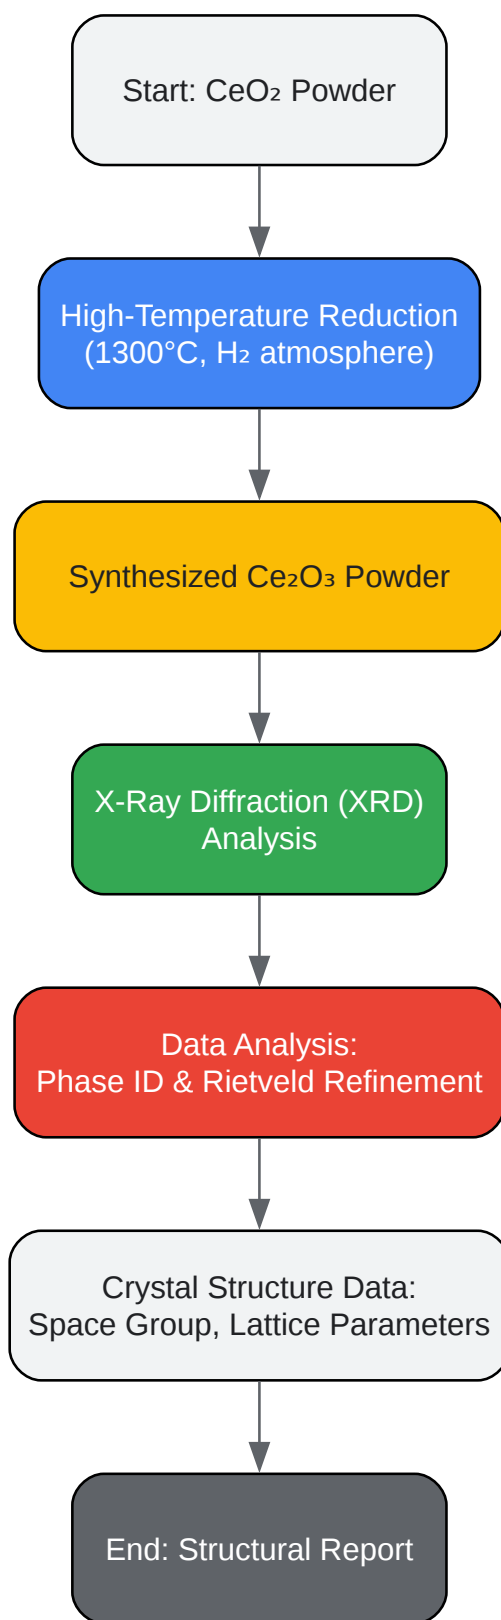 Start: CeO₂ Powder
High-Temperature Reduction
(1300°C, H₂ atmosphere)
Synthesized Ce₂O₃ Powder
X-Ray Diffraction (XRD)
Analysis
Data Analysis:
Phase ID & Rietveld Refinement
Crystal Structure Data:
Space Group, Lattice Parameters
End: Structural Report